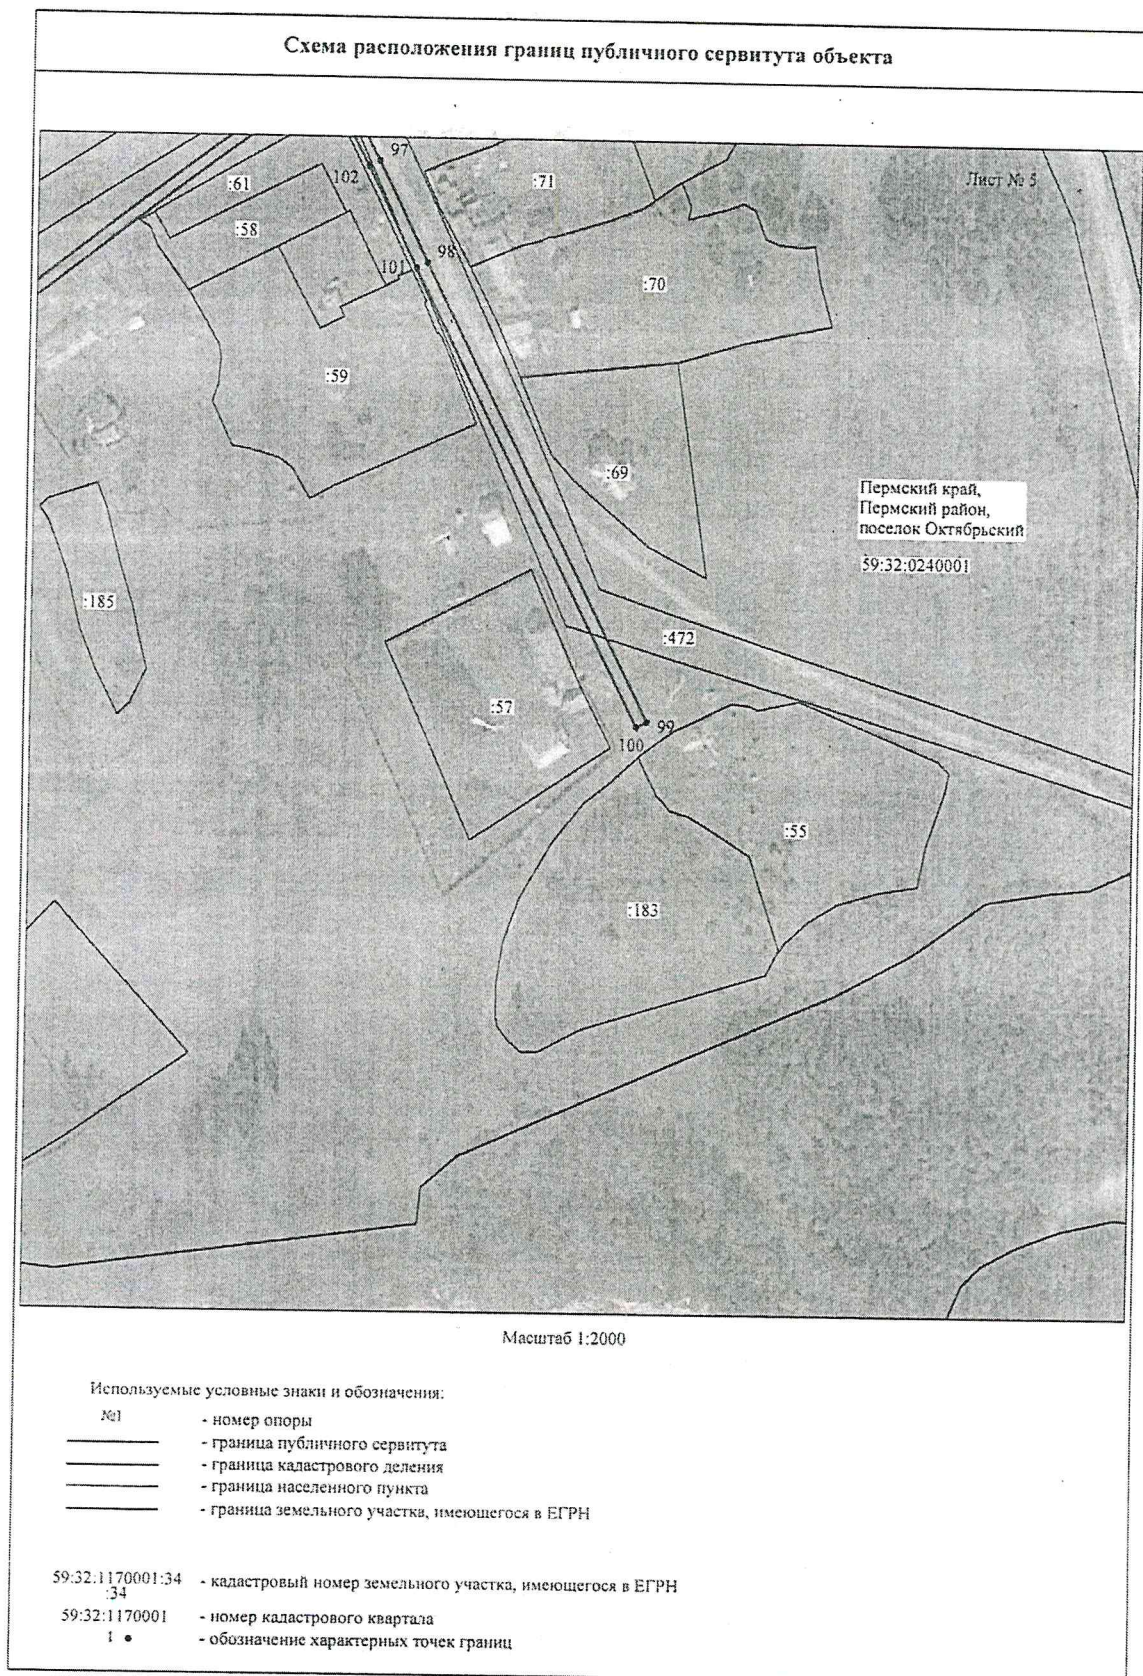 Схема расположения границ публичного сервитута объекта
Лист № 5
97
102
:61
:71
:58
98
101
:70
:59
:69
Пермский край,
Пермский район,
поселок Октябрьский
59:32:0240001
:185
:472
:57
99
100
:55
:183
Масштаб 1:2000
Используемые условные знаки и обозначения:
№1 - номер опоры
- граница публичного сервитута
- граница кадастрового деления
- граница населенного пункта
- граница земельного участка, имеющегося в ЕГРН
59:32:1170001:34 - кадастровый номер земельного участка, имеющегося в ЕГРН
:34
59:32:1170001 - номер кадастрового квартала
1 ● - обозначение характерных точек границ